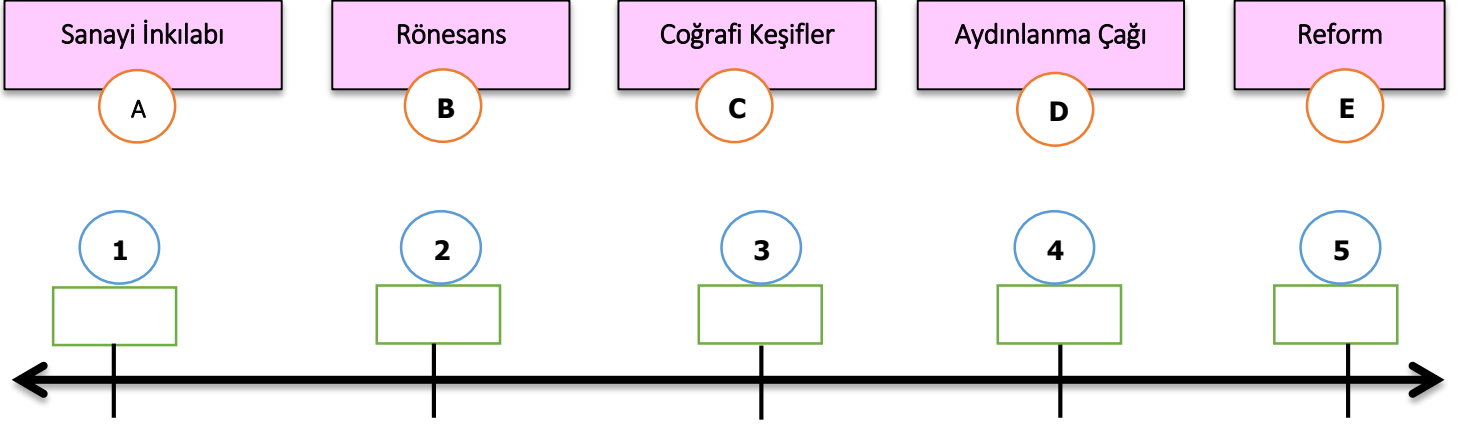 Sanayi İnkılabı
Rönesans
Coğrafi Keşifler
Aydınlanma Çağı
Reform
A
B
C
D
E
1
2
3
4
5